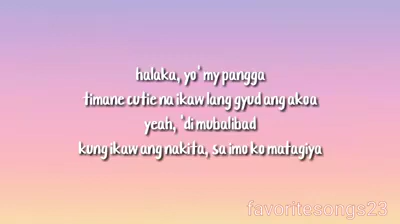 halaka, yo' my pangga
timane cutie na ikaw lang gyud ang akoa
yeah, 'di mubalibad
kung ikaw ang nakita, sa imo ko matagiya
favoritesongs23